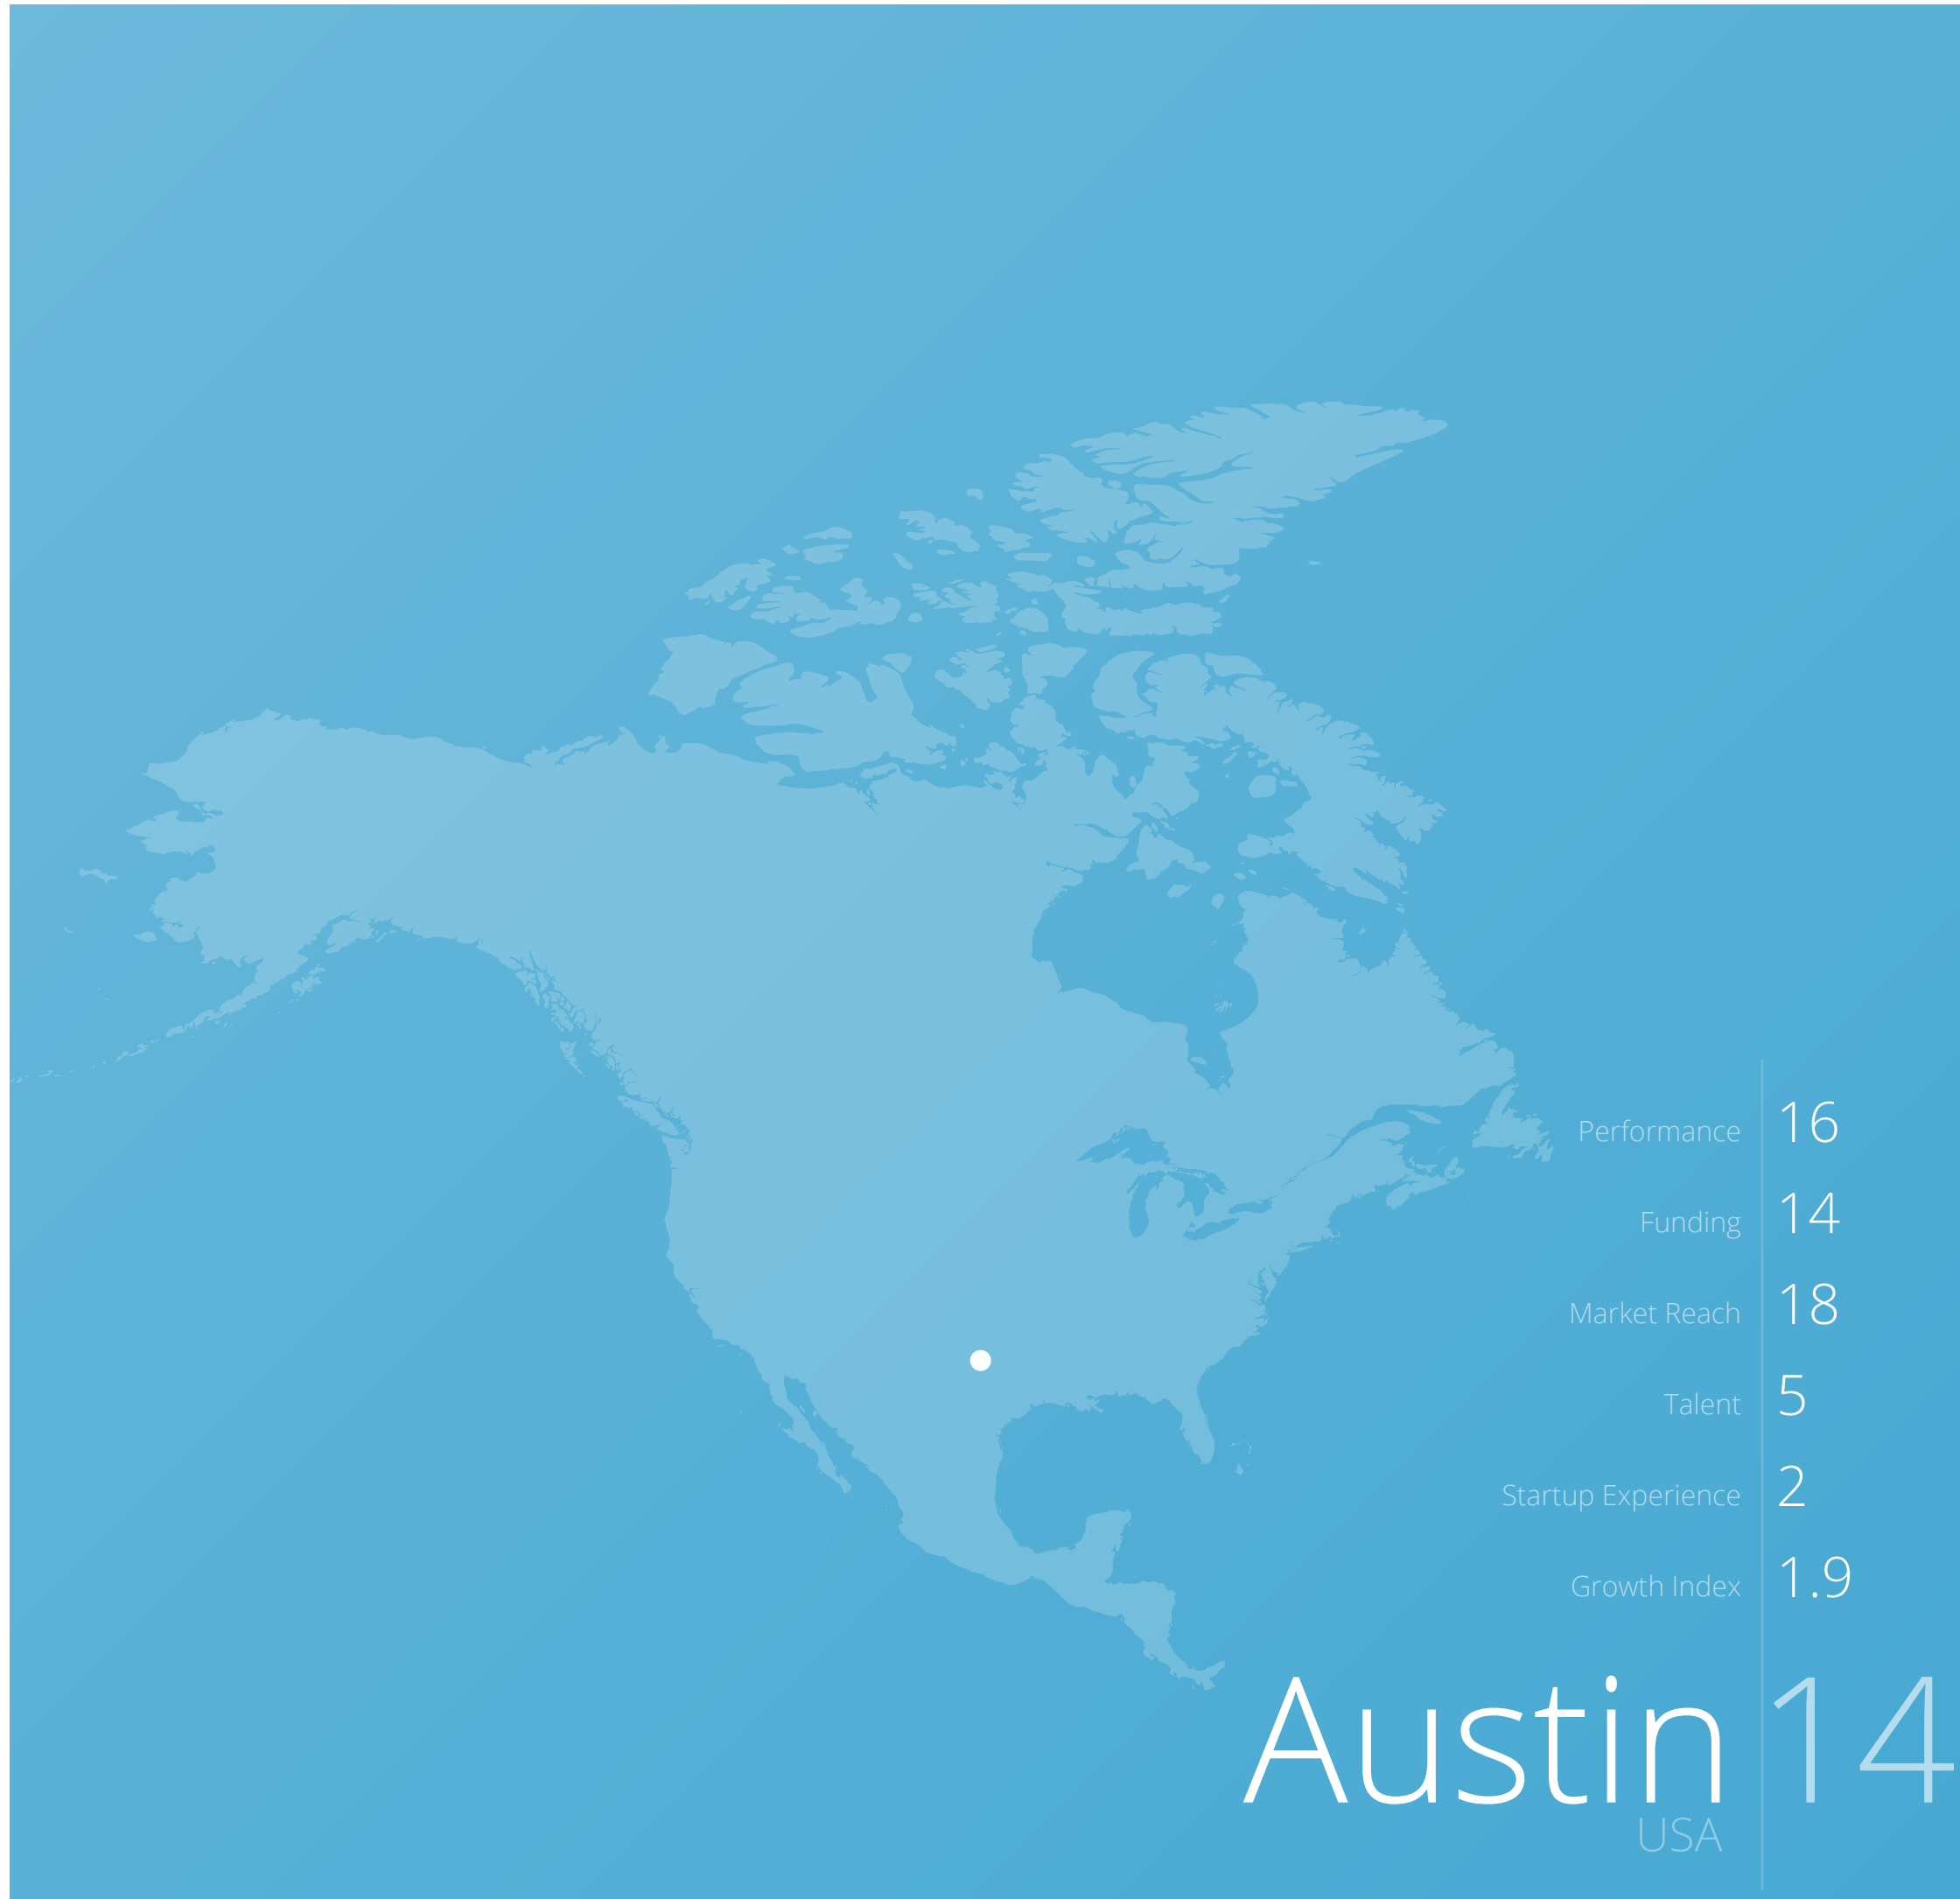 Performance 16
Funding 14
Market Reach 18
Talent 5
Startup Experience 2
Growth Index 1.9
Austin 14
USA